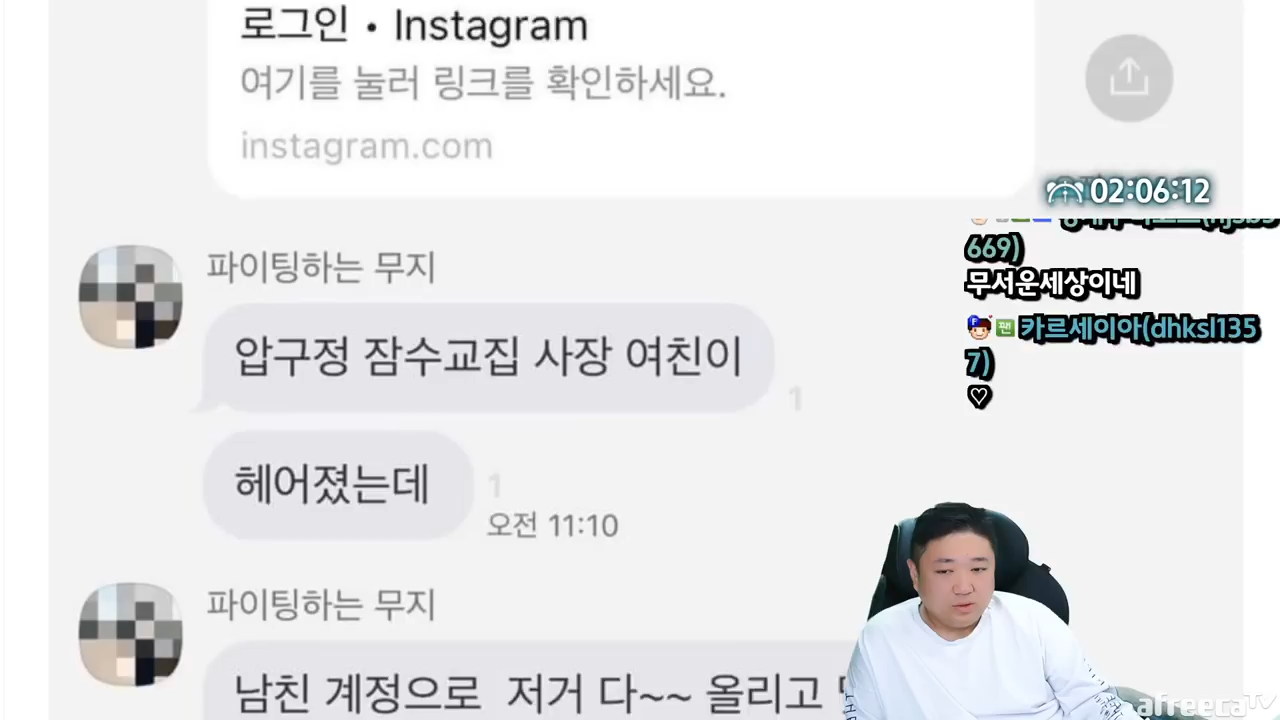 로그인 • Instagram
여기를 눌러 링크를 확인하세요.
instagram.com
02:06:12
669)
무서운세상이네
팬 카르세이아(dhksl135
7)
♡
파이팅하는 무지
압구정 잠수교집 사장 여친이
1
헤어졌는데
1
오전 11:10
파이팅하는 무지
남친 계정으로 저거 다~~ 올리고
afreecaTV